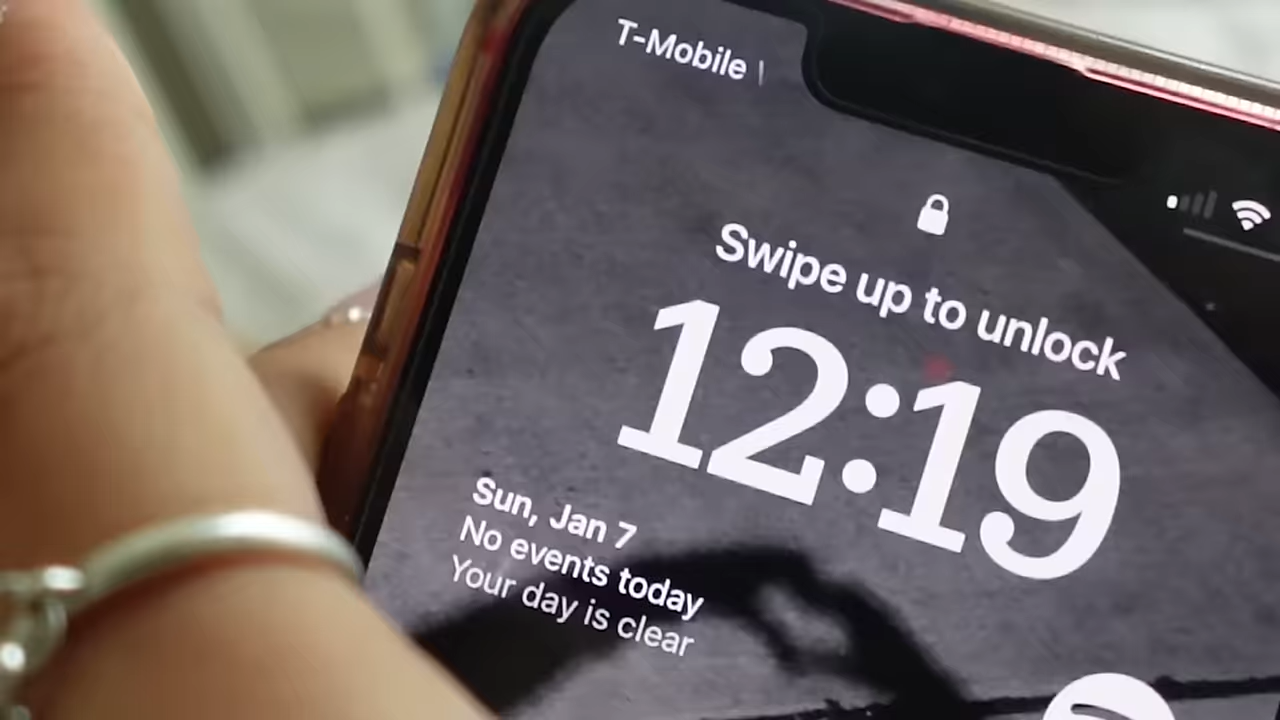 T-Mobile
Swipe up to unlock
12:19
Sun, Jan 7
No events today
Your day is clear